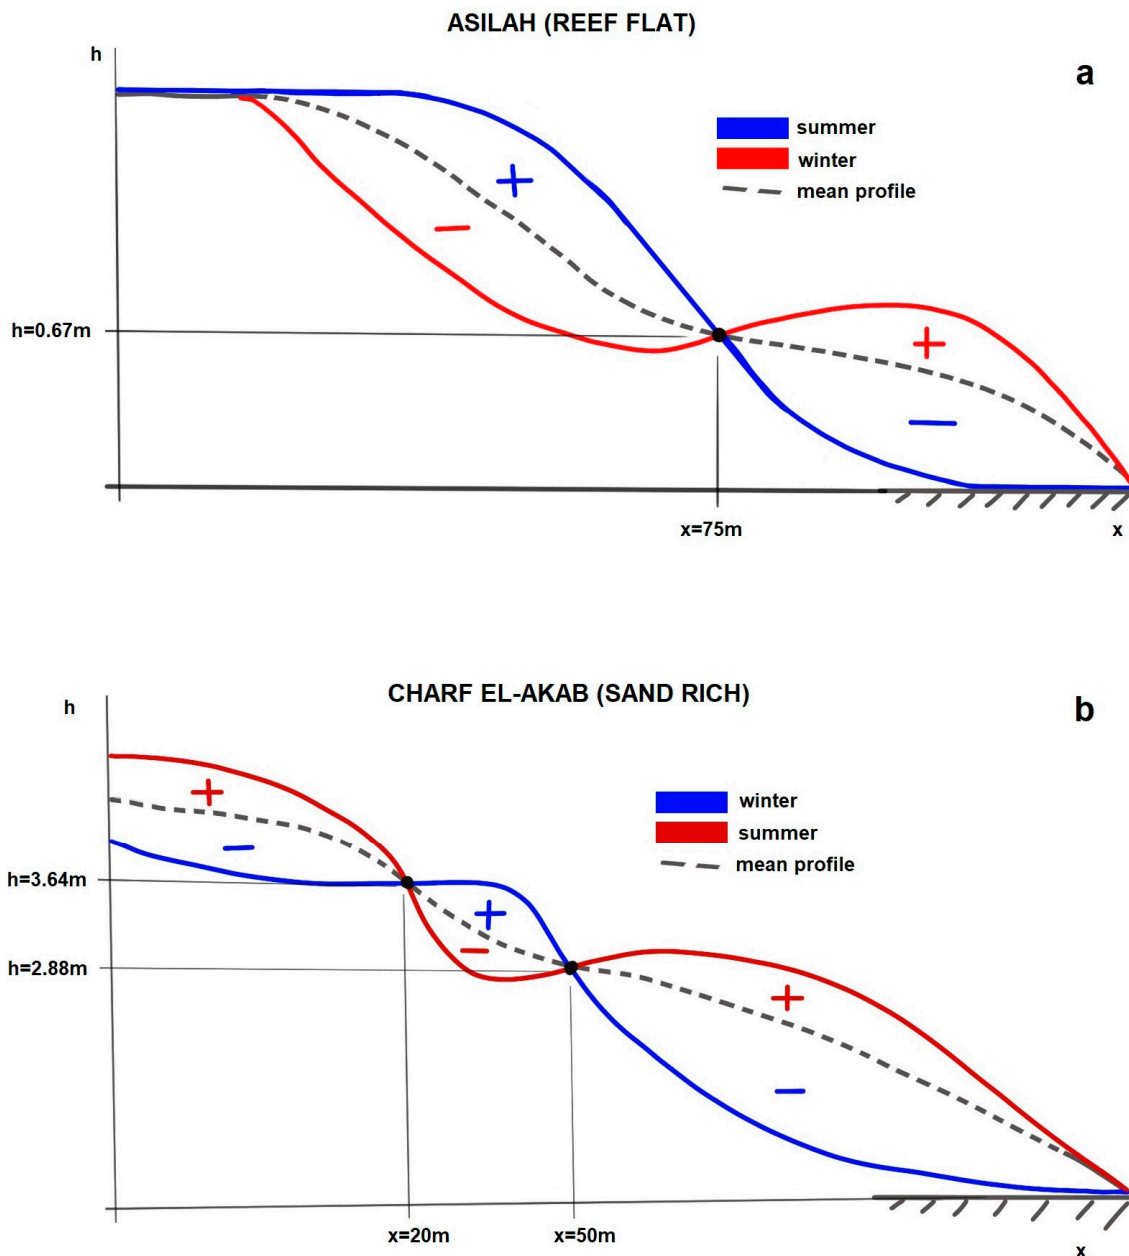 ASILAH (REEF FLAT)
h
a
summer
winter
mean profile
+
−
h=0.67m
+
−
x=75m
x
CHARF EL-AKAB (SAND RICH)
h
b
winter
summer
mean profile
+
−
h=3.64m
+
−
h=2.88m
+
−
x=20m
x=50m
x